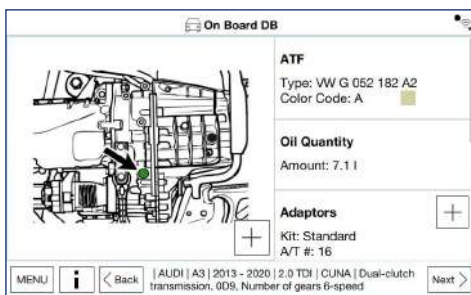 On Board DB
ATF
Type: VW G 052 182 A2
Color Code: A
Oil Quantity
Amount: 7.1 l
Adaptors
Kit: Standard
A/T #: 16
MENU
i
< Back
| AUDI | A3 | 2013 - 2020 | 2.0 TDI | CUNA | Dual-clutch
transmission, 0D9, Number of gears 6-speed
Next >